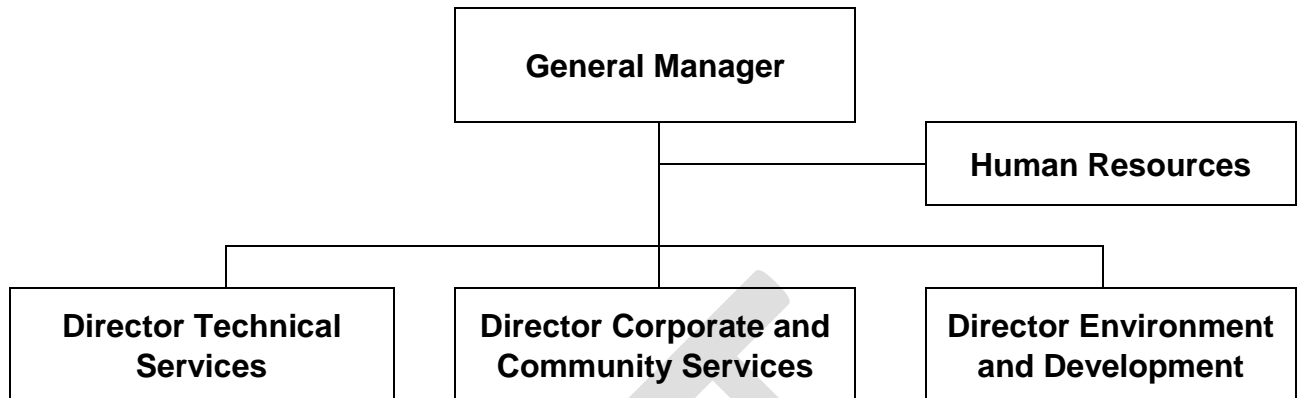 General Manager
Human Resources
Director Technical
Services
Director Corporate and
Community Services
Director Environment
and Development